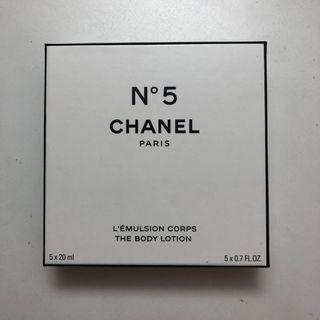 N°5
CHANEL
PARIS
L'ÉMULSION CORPS
THE BODY LOTION
5 x 20 ml
5 x 0.7 FL.OZ.